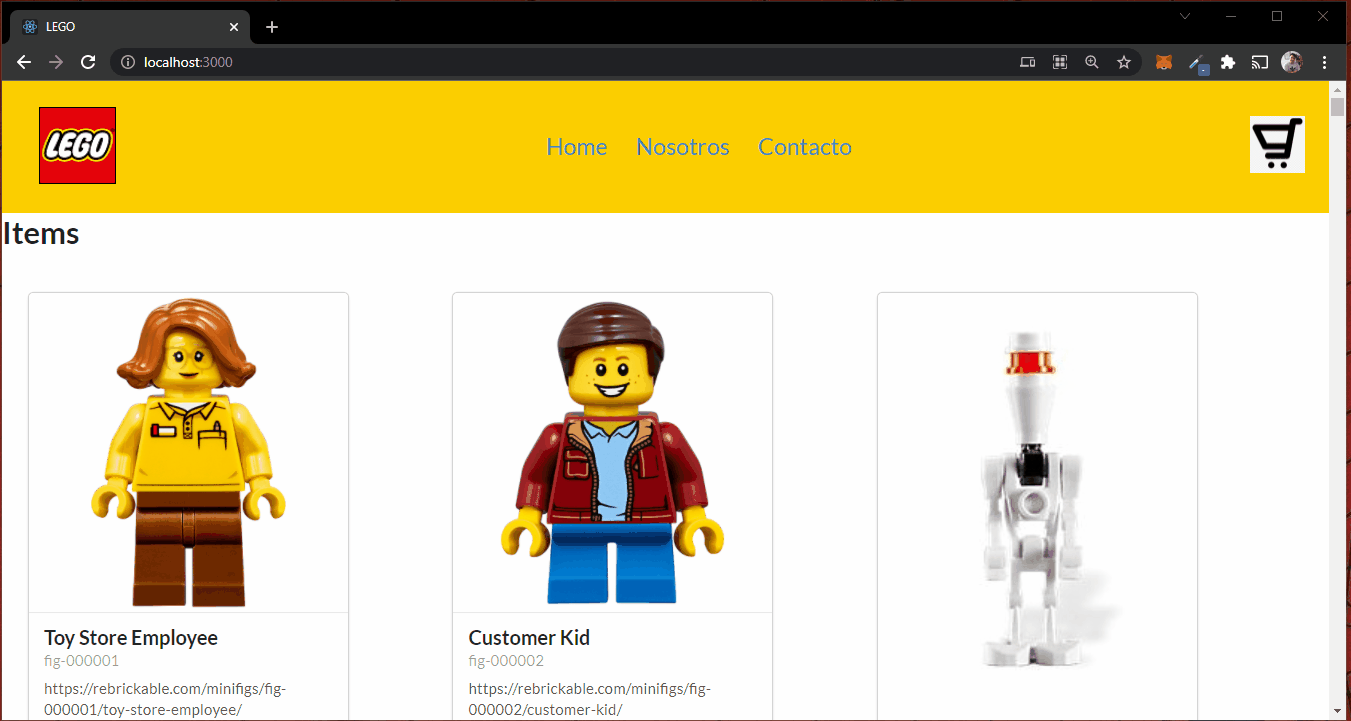 LEGO
localhost:3000
LEGO
Home Nosotros Contacto
Items
Toy Store Employee
fig-000001
https://rebrickable.com/minifigs/fig-
000001/toy-store-employee/
Customer Kid
fig-000002
https://rebrickable.com/minifigs/fig-
000002/customer-kid/